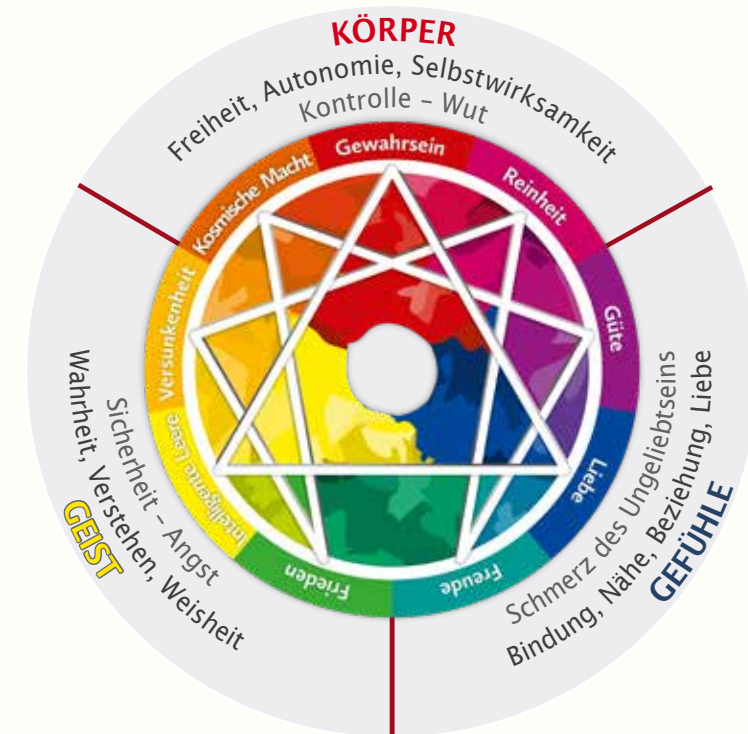 KÖRPER
Freiheit, Autonomie, Selbstwirksamkeit
Kontrolle – Wut
Gewahrsein
Reinheit
Güte
Liebe
Freude
Frieden
Intelligente Leere
Versunkenheit
Kosmische Macht
Schmerz des Ungeliebtseins
Bindung, Nähe, Beziehung, Liebe
GEFÜHLE
Sicherheit – Angst
Wahrheit, Verstehen, Weisheit
GEIST